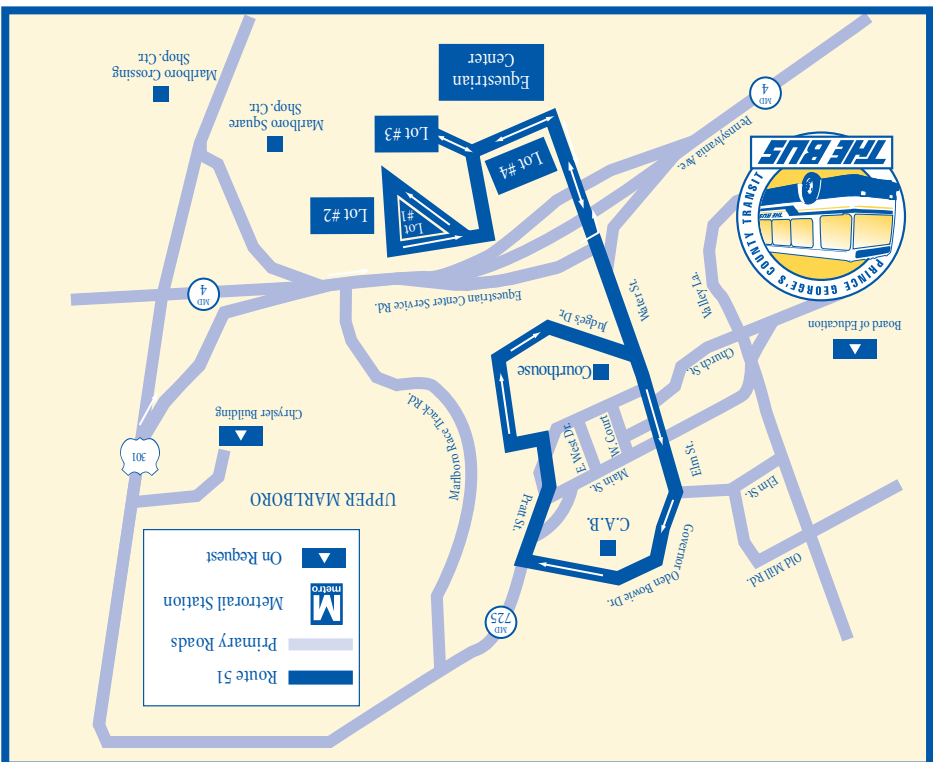 Route 51
Primary Roads
metro
M
Metrorail Station
On Request
UPPER MARLBORO
MD
725
Old Mill Rd.
Governor Oden Bowie Dr.
C.A.B.
Elm St.
Elm St.
Main St.
Pratt St.
W. Court
E. West Dr.
Marlboro Race Track Rd.
301
Chrysler Building
Church St.
Courthouse
Board of Education
Judge's Dr.
Water St.
Valley La.
Equestrian Center Service Rd.
MD
4
PRINCE GEORGE'S COUNTY TRANSIT
THE BUS
THE BUS
Lot
#1
Lot #2
Lot #4
Lot #3
Pennsylvania Ave.
MD
4
Marlboro Square
Shop. Ctr.
Equestrian
Center
Marlboro Crossing
Shop. Ctr.